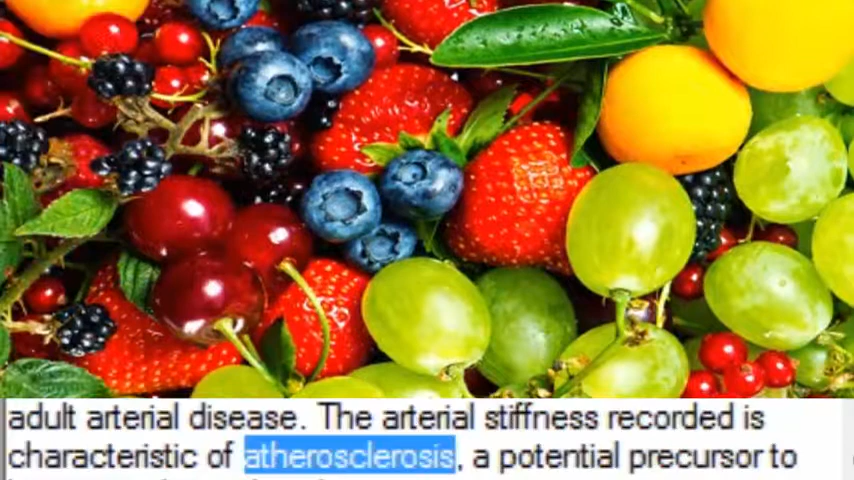 adult arterial disease. The arterial stiffness recorded is
characteristic of atherosclerosis, a potential precursor to